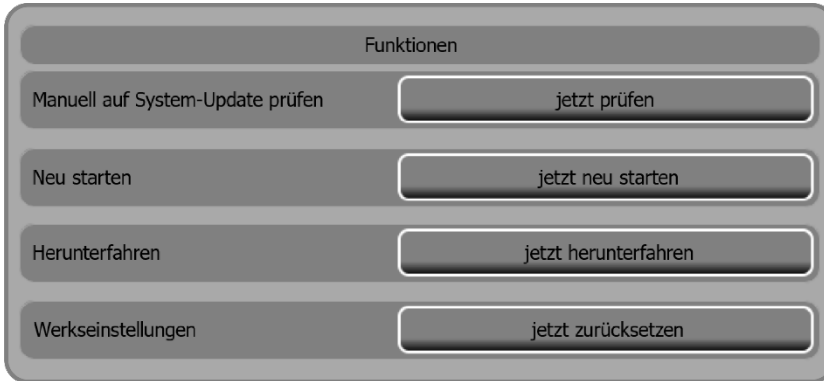 Funktionen
Manuell auf System-Update prüfen jetzt prüfen
Neu starten jetzt neu starten
Herunterfahren jetzt herunterfahren
Werkseinstellungen jetzt zurücksetzen